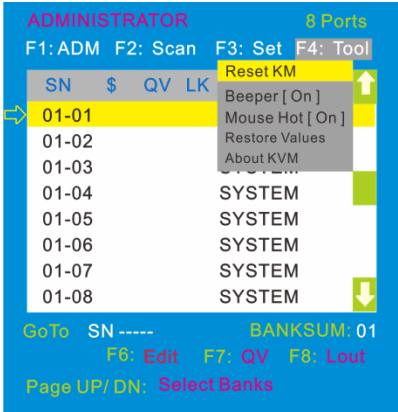 ADMINISTRATOR 8 Ports
F1: ADM F2: Scan F3: Set F4: Tool
SN $ QV LK
Reset KM
Beeper [ On ]
Mouse Hot [ On ]
Restore Values
About KVM
01-01
01-02
01-03 SYSTEM
01-04 SYSTEM
01-05 SYSTEM
01-06 SYSTEM
01-07 SYSTEM
01-08 SYSTEM
GoTo SN ----- BANKSUM: 01
F6: Edit F7: QV F8: Lout
Page UP/ DN: Select Banks